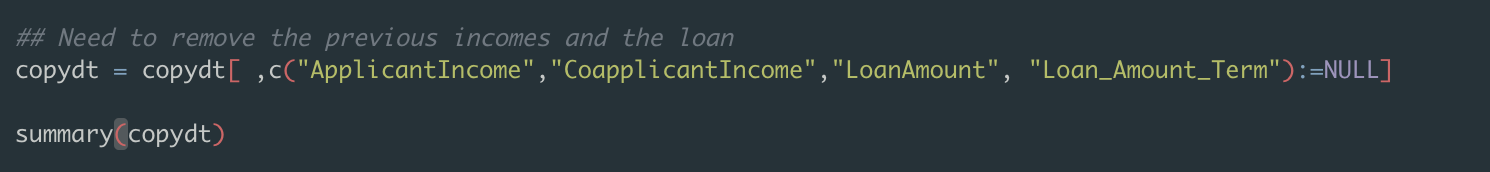 ## Need to remove the previous incomes and the loan
copydt = copydt[ ,c("ApplicantIncome","CoapplicantIncome","LoanAmount", "Loan_Amount_Term"):=NULL]
summary(copydt)